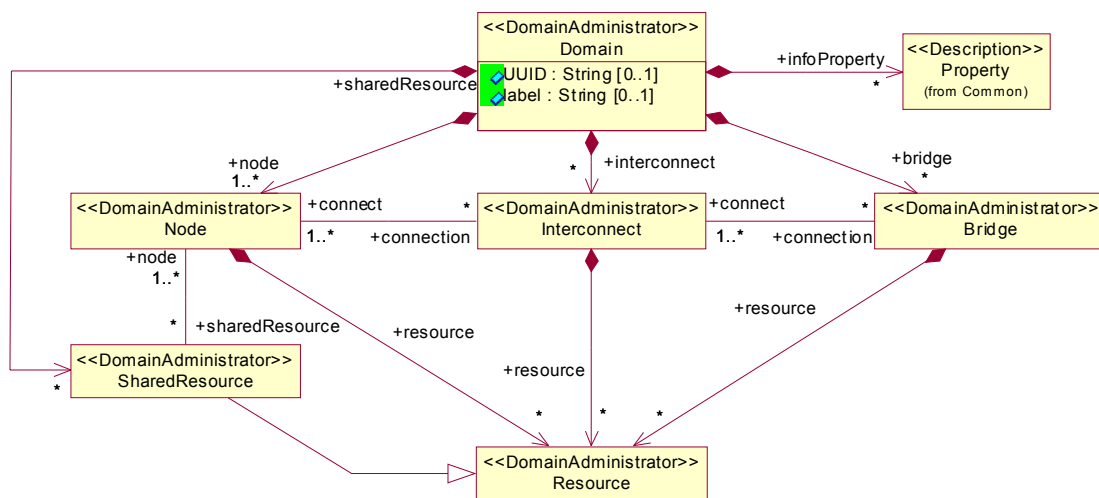 <<DomainAdministrator>>
Domain
UUID : String [0..1]
label : String [0..1]
+sharedResource
+infoProperty
*
<<Description>>
Property
(from Common)
+node
1..*
+interconnect
*
+bridge
*
<<DomainAdministrator>>
Node
+connect
*
1..*
+connection
<<DomainAdministrator>>
Interconnect
+connect
*
1..*
+connection
<<DomainAdministrator>>
Bridge
+node
1..*
*
+sharedResource
+resource
+resource
+resource
<<DomainAdministrator>>
SharedResource
*
*
*
*
<<DomainAdministrator>>
Resource